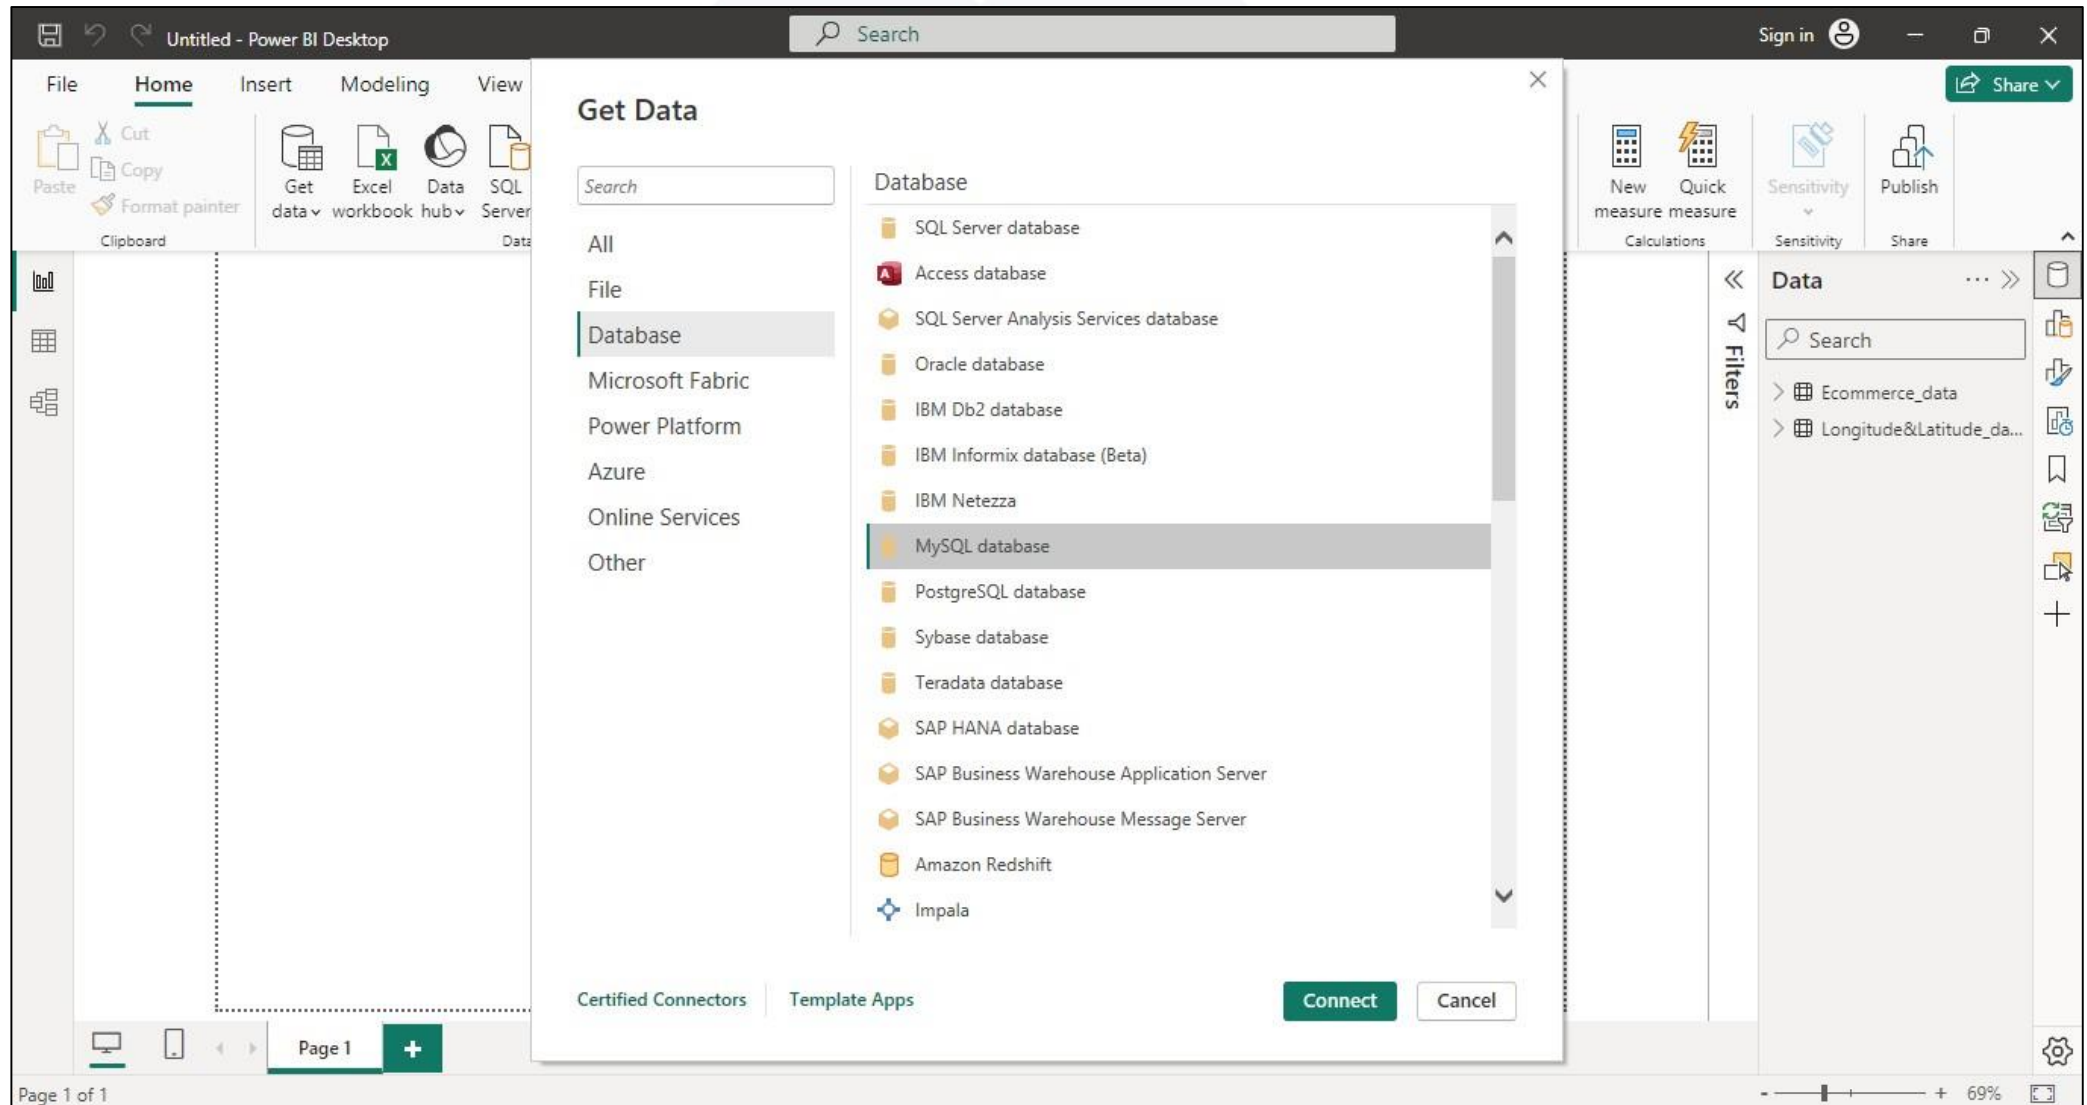 Untitled - Power BI Desktop
Search
Sign in
File Home Insert Modeling View
Share
Paste
Cut
Copy
Format painter
Clipboard
Get data
Excel workbook
Data hub
SQL Server
Data
New measure
Quick measure
Calculations
Sensitivity
Sensitivity
Publish
Share
Get Data
Search
All
File
Database
Microsoft Fabric
Power Platform
Azure
Online Services
Other
Database
SQL Server database
Access database
SQL Server Analysis Services database
Oracle database
IBM Db2 database
IBM Informix database (Beta)
IBM Netezza
MySQL database
PostgreSQL database
Sybase database
Teradata database
SAP HANA database
SAP Business Warehouse Application Server
SAP Business Warehouse Message Server
Amazon Redshift
Impala
Certified Connectors
Template Apps
Connect
Cancel
Filters
Data
Search
Ecommerce_data
Longitude&Latitude_da...
Page 1
Page 1 of 1
69%